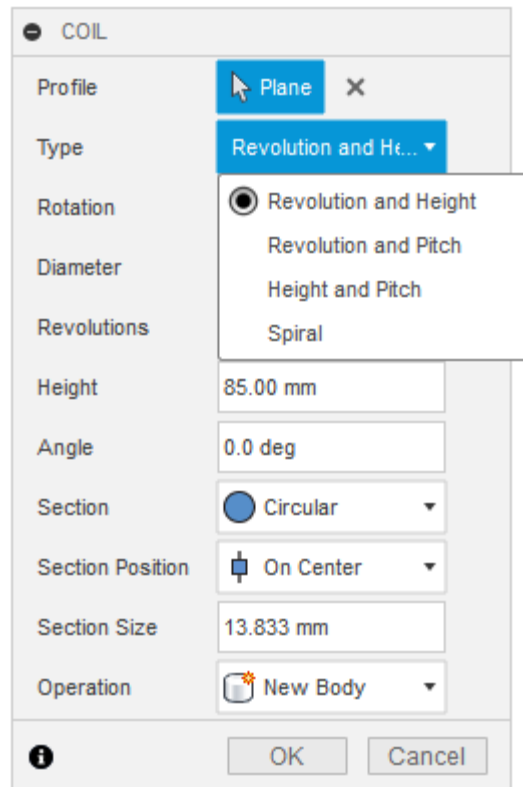 COIL
Profile Plane
Type Revolution and He...
Rotation
Revolution and Height
Revolution and Pitch
Diameter
Height and Pitch
Revolutions
Spiral
Height 85.00 mm
Angle 0.0 deg
Section Circular
Section Position On Center
Section Size 13.833 mm
Operation New Body
OK Cancel